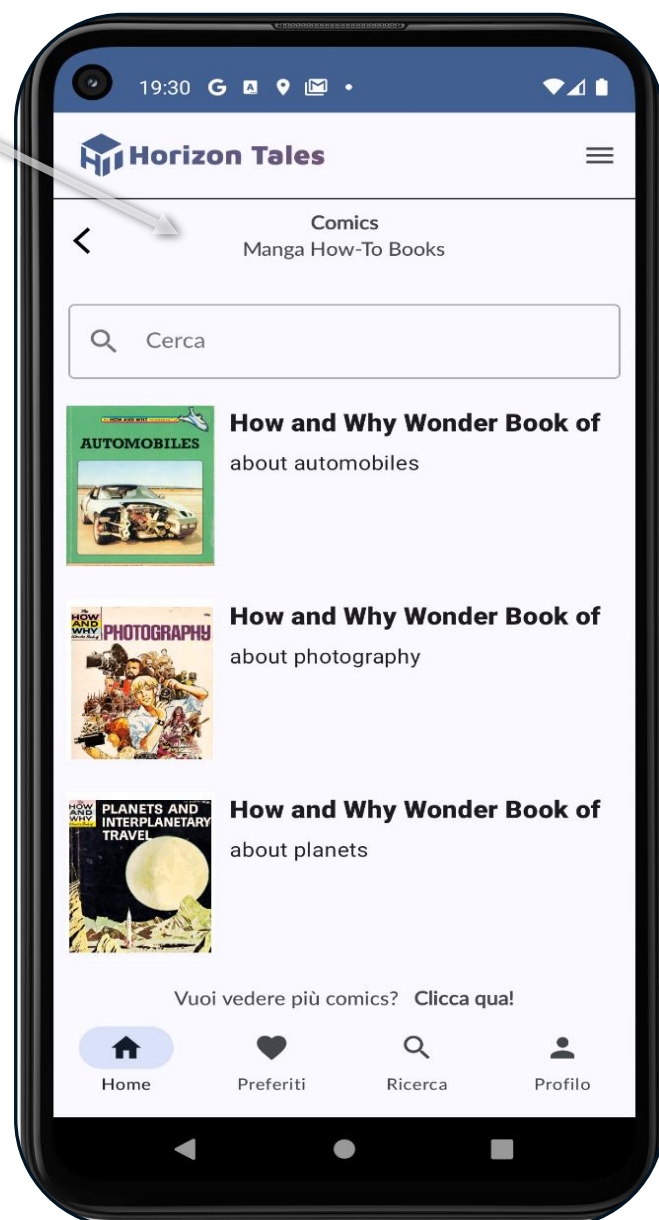 19:30
Horizon Tales
Comics
Manga How-To Books
Cerca
HOW AND WHY
AUTOMOBILES
How and Why Wonder Book of
about automobiles
The
HOW
AND
WHY
PHOTOGRAPHY
How and Why Wonder Book of
about photography
HOW
AND
WHY
PLANETS AND
INTERPLANETARY
TRAVEL
How and Why Wonder Book of
about planets
Vuoi vedere più comics? Clicca qua!
Home
Preferiti
Ricerca
Profilo